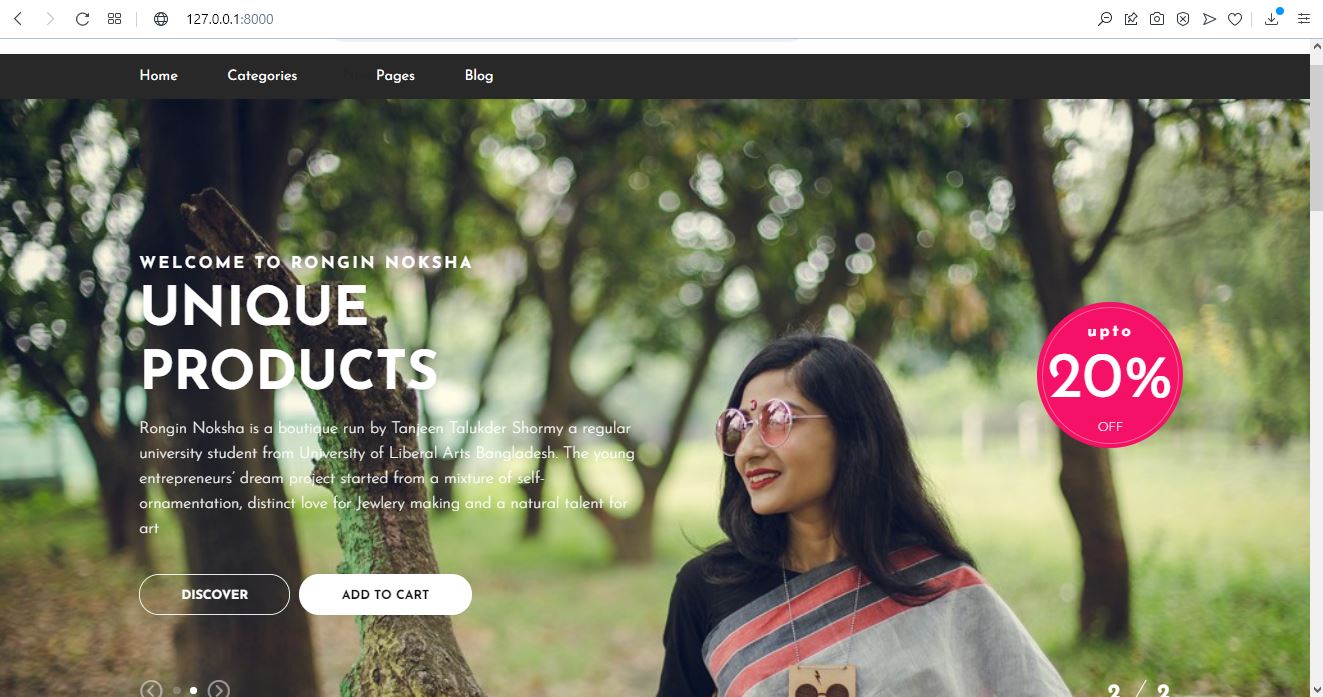 127.0.0.1:8000
Home Categories Pages Blog
WELCOME TO RONGIN NOKSHA
UNIQUE
PRODUCTS
Rongin Noksha is a boutique run by Tanjeen Talukder Shormy a regular
university student from University of Liberal Arts Bangladesh. The young
entrepreneurs’ dream project started from a mixture of self-
ornamentation, distinct love for Jewlery making and a natural talent for
art
DISCOVER ADD TO CART
upto
20%
OFF
2 / 2